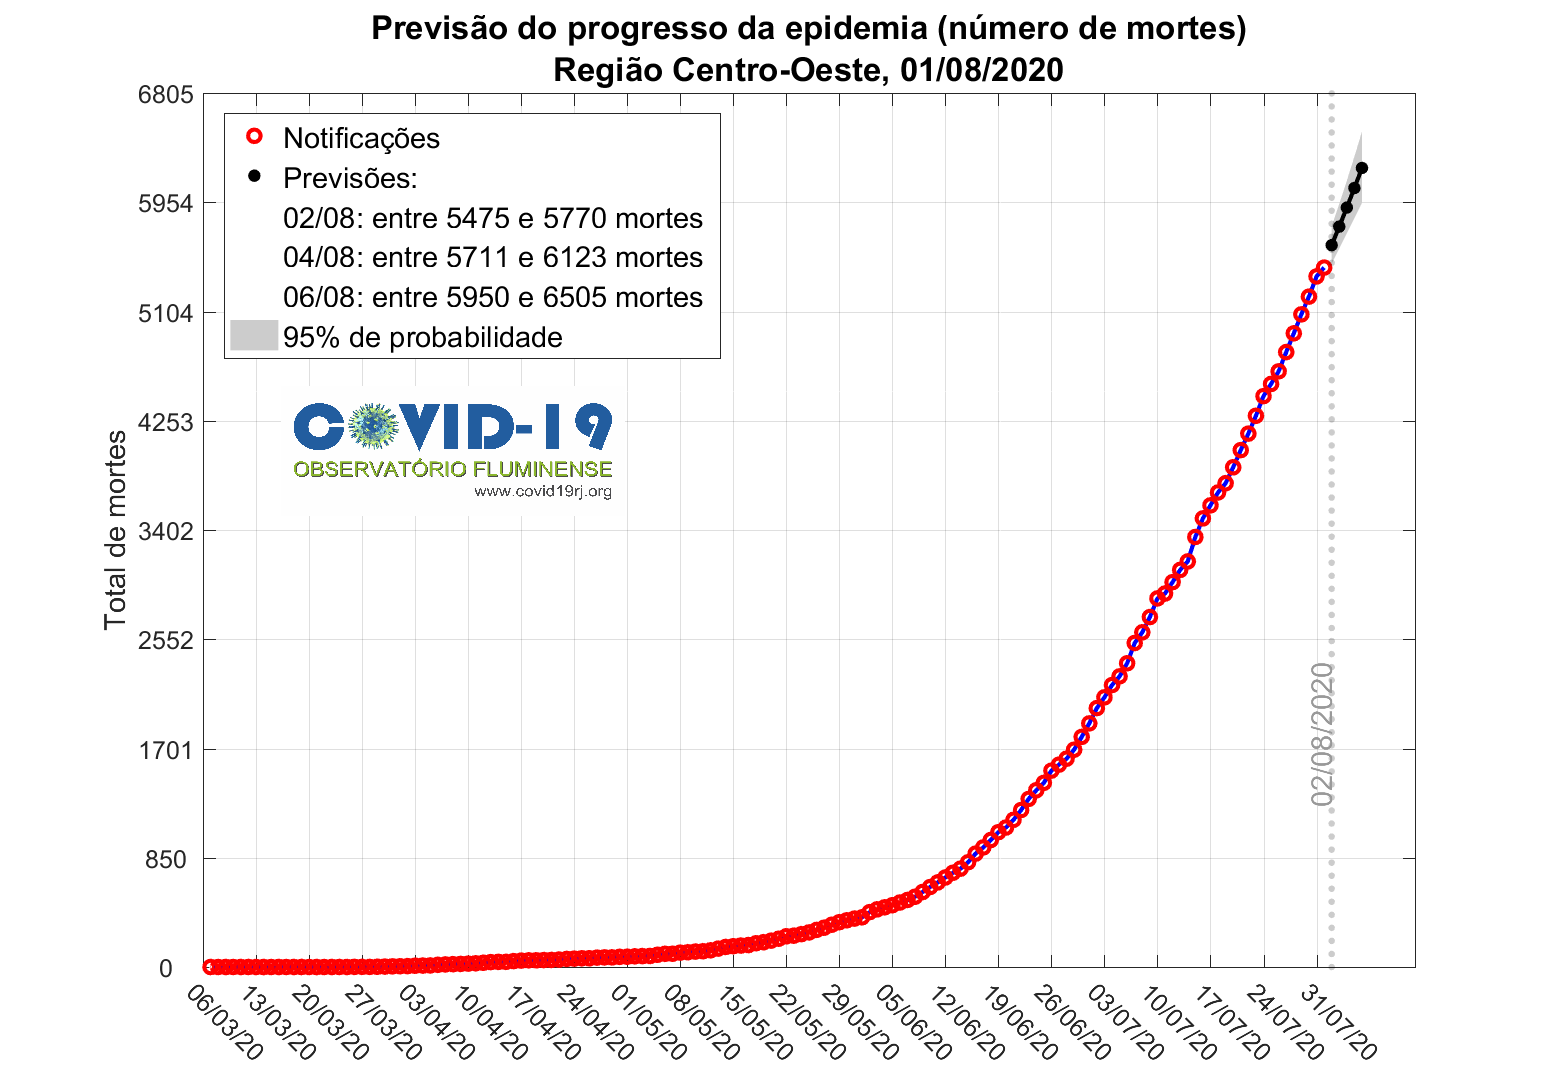 Previsão do progresso da epidemia (número de mortes)
Região Centro-Oeste, 01/08/2020
6805
5954
5104
4253
3402
2552
1701
850
0
Total de mortes
Notificações
Previsões:
02/08: entre 5475 e 5770 mortes
04/08: entre 5711 e 6123 mortes
06/08: entre 5950 e 6505 mortes
95% de probabilidade
COVID-19
OBSERVATÓRIO FLUMINENSE
www.covid19rj.org
02/08/2020
06/03/20
13/03/20
20/03/20
27/03/20
03/04/20
10/04/20
17/04/20
24/04/20
01/05/20
08/05/20
15/05/20
22/05/20
29/05/20
05/06/20
12/06/20
19/06/20
26/06/20
03/07/20
10/07/20
17/07/20
24/07/20
31/07/20